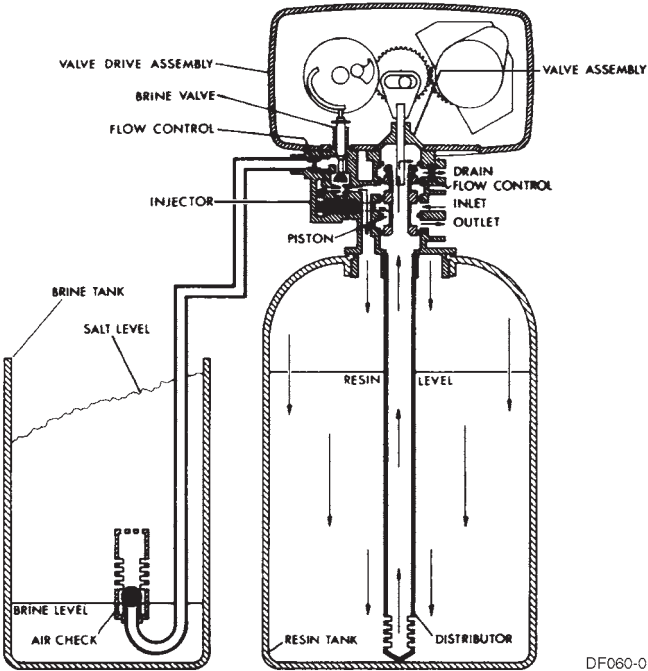 VALVE DRIVE ASSEMBLY
VALVE ASSEMBLY
BRINE VALVE
FLOW CONTROL
DRAIN
FLOW CONTROL
INJECTOR
INLET
OUTLET
PISTON
BRINE TANK
SALT LEVEL
RESIN LEVEL
BRINE LEVEL
AIR CHECK
RESIN TANK
DISTRIBUTOR
DF060-0